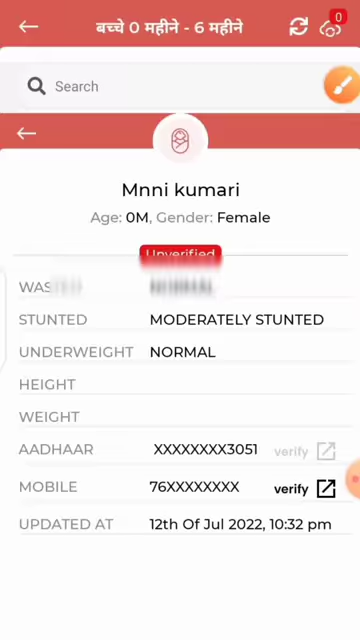 बच्चे 0 महीने - 6 महीने
0
Search
Mnni kumari
Age: 0M, Gender: Female
Unverified
STUNTED MODERATELY STUNTED
UNDERWEIGHT NORMAL
HEIGHT
WEIGHT
AADHAAR XXXXXXXX3051 verify
MOBILE 76XXXXXXXX verify
UPDATED AT 12th Of Jul 2022, 10:32 pm